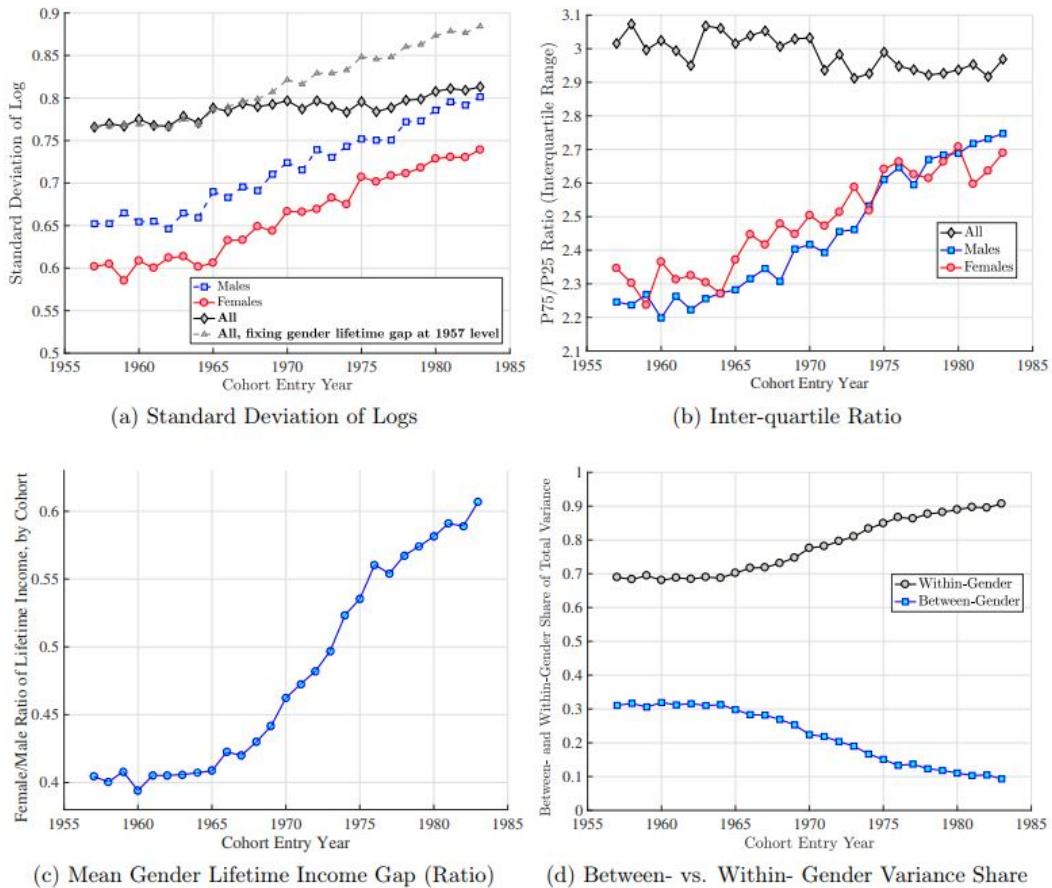 0.9
0.85
0.8
0.75
0.7
0.65
0.6
0.55
0.5
Standard Deviation of Log
Males
Females
All
All, fixing gender lifetime gap at 1957 level
1955 1960 1965 1970 1975 1980 1985
Cohort Entry Year
(a) Standard Deviation of Logs
3.1
3
2.9
2.8
2.7
2.6
2.5
2.4
2.3
2.2
2.1
P75/P25 Ratio (Interquartile Range)
All
Males
Females
1955 1960 1965 1970 1975 1980 1985
Cohort Entry Year
(b) Inter-quartile Ratio
0.6
0.55
0.5
0.45
0.4
Female/Male Ratio of Lifetime Income, by Cohort
1955 1960 1965 1970 1975 1980 1985
Cohort Entry Year
(c) Mean Gender Lifetime Income Gap (Ratio)
1
0.9
0.8
0.7
0.6
0.5
0.4
0.3
0.2
0.1
0
Between- and Within-Gender Share of Total Variance
Within-Gender
Between-Gender
1955 1960 1965 1970 1975 1980 1985
Cohort Entry Year
(d) Between- vs. Within- Gender Variance Share